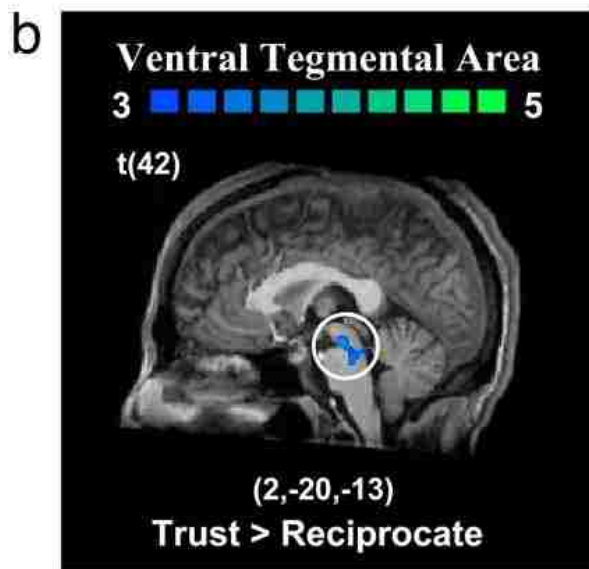 b
Ventral Tegmental Area
3 5
t(42)
(2,-20,-13)
Trust > Reciprocate